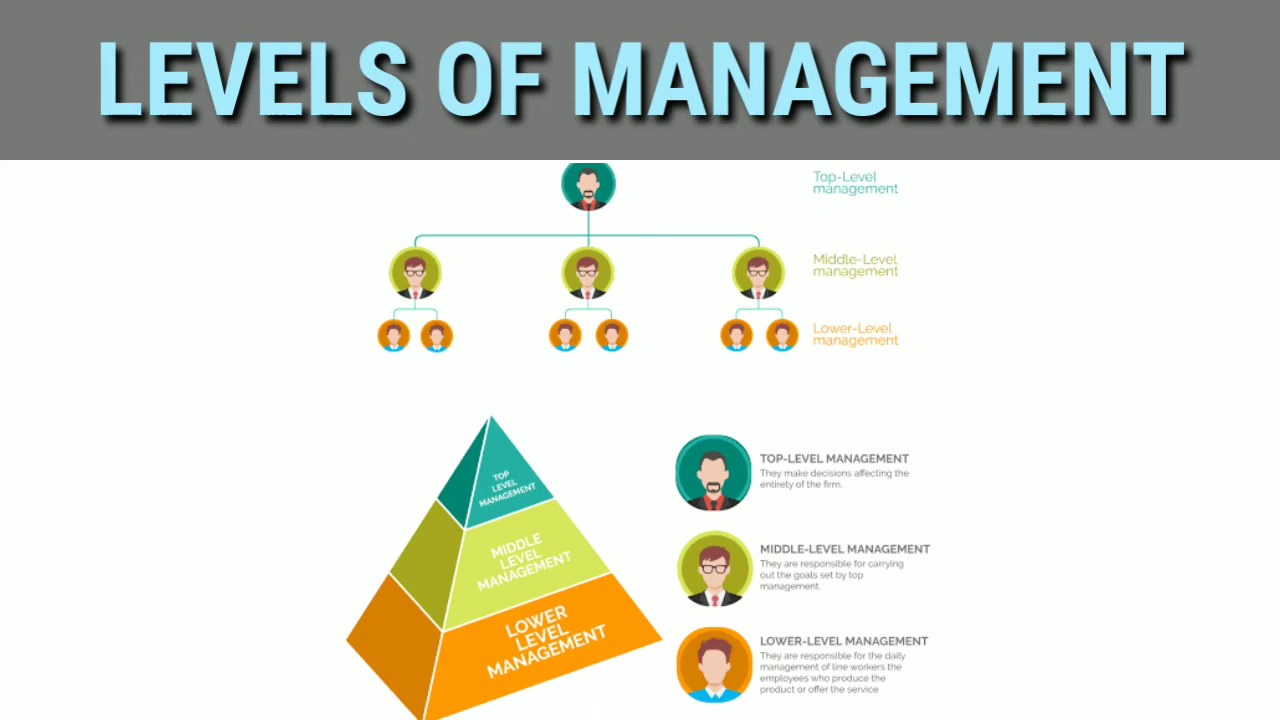 LEVELS OF MANAGEMENT
Top-Level
management
Middle-Level
management
Lower-Level
management
TOP
LEVEL
MANAGEMENT
MIDDLE
LEVEL
MANAGEMENT
LOWER
LEVEL
MANAGEMENT
TOP-LEVEL MANAGEMENT
They make decisions affecting the
entirety of the firm.
MIDDLE-LEVEL MANAGEMENT
They are responsible for carrying
out the goals set by top
management.
LOWER-LEVEL MANAGEMENT
They are responsible for the daily
management of line workers the
employees who produce the
product or offer the service